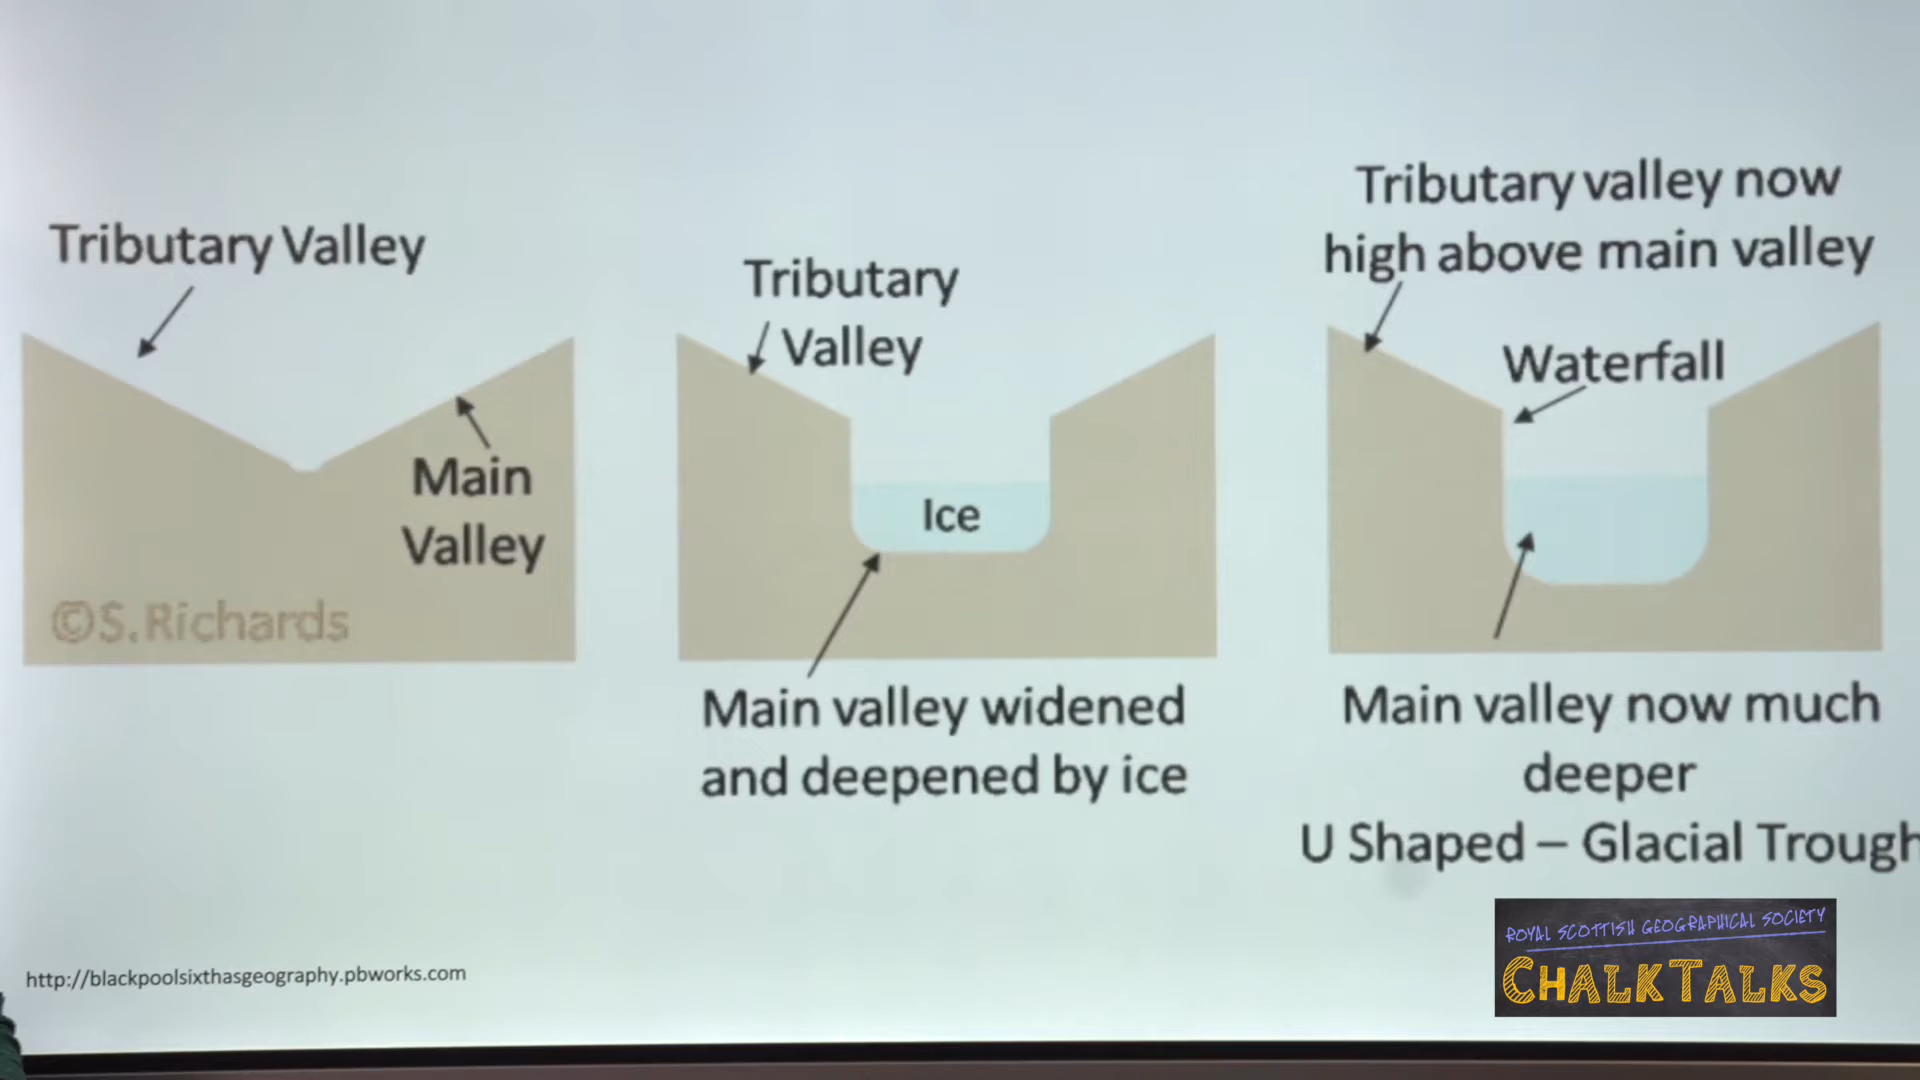 Tributary Valley
Main
Valley
©S.Richards
Tributary
Valley
Ice
Main valley widened
and deepened by ice
Tributary valley now
high above main valley
Waterfall
Main valley now much
deeper
U Shaped – Glacial Trough
http://blackpoolsixthasgeography.pbworks.com
ROYAL SCOTTISH GEOGRAPHICAL SOCIETY
CHALKTALKS